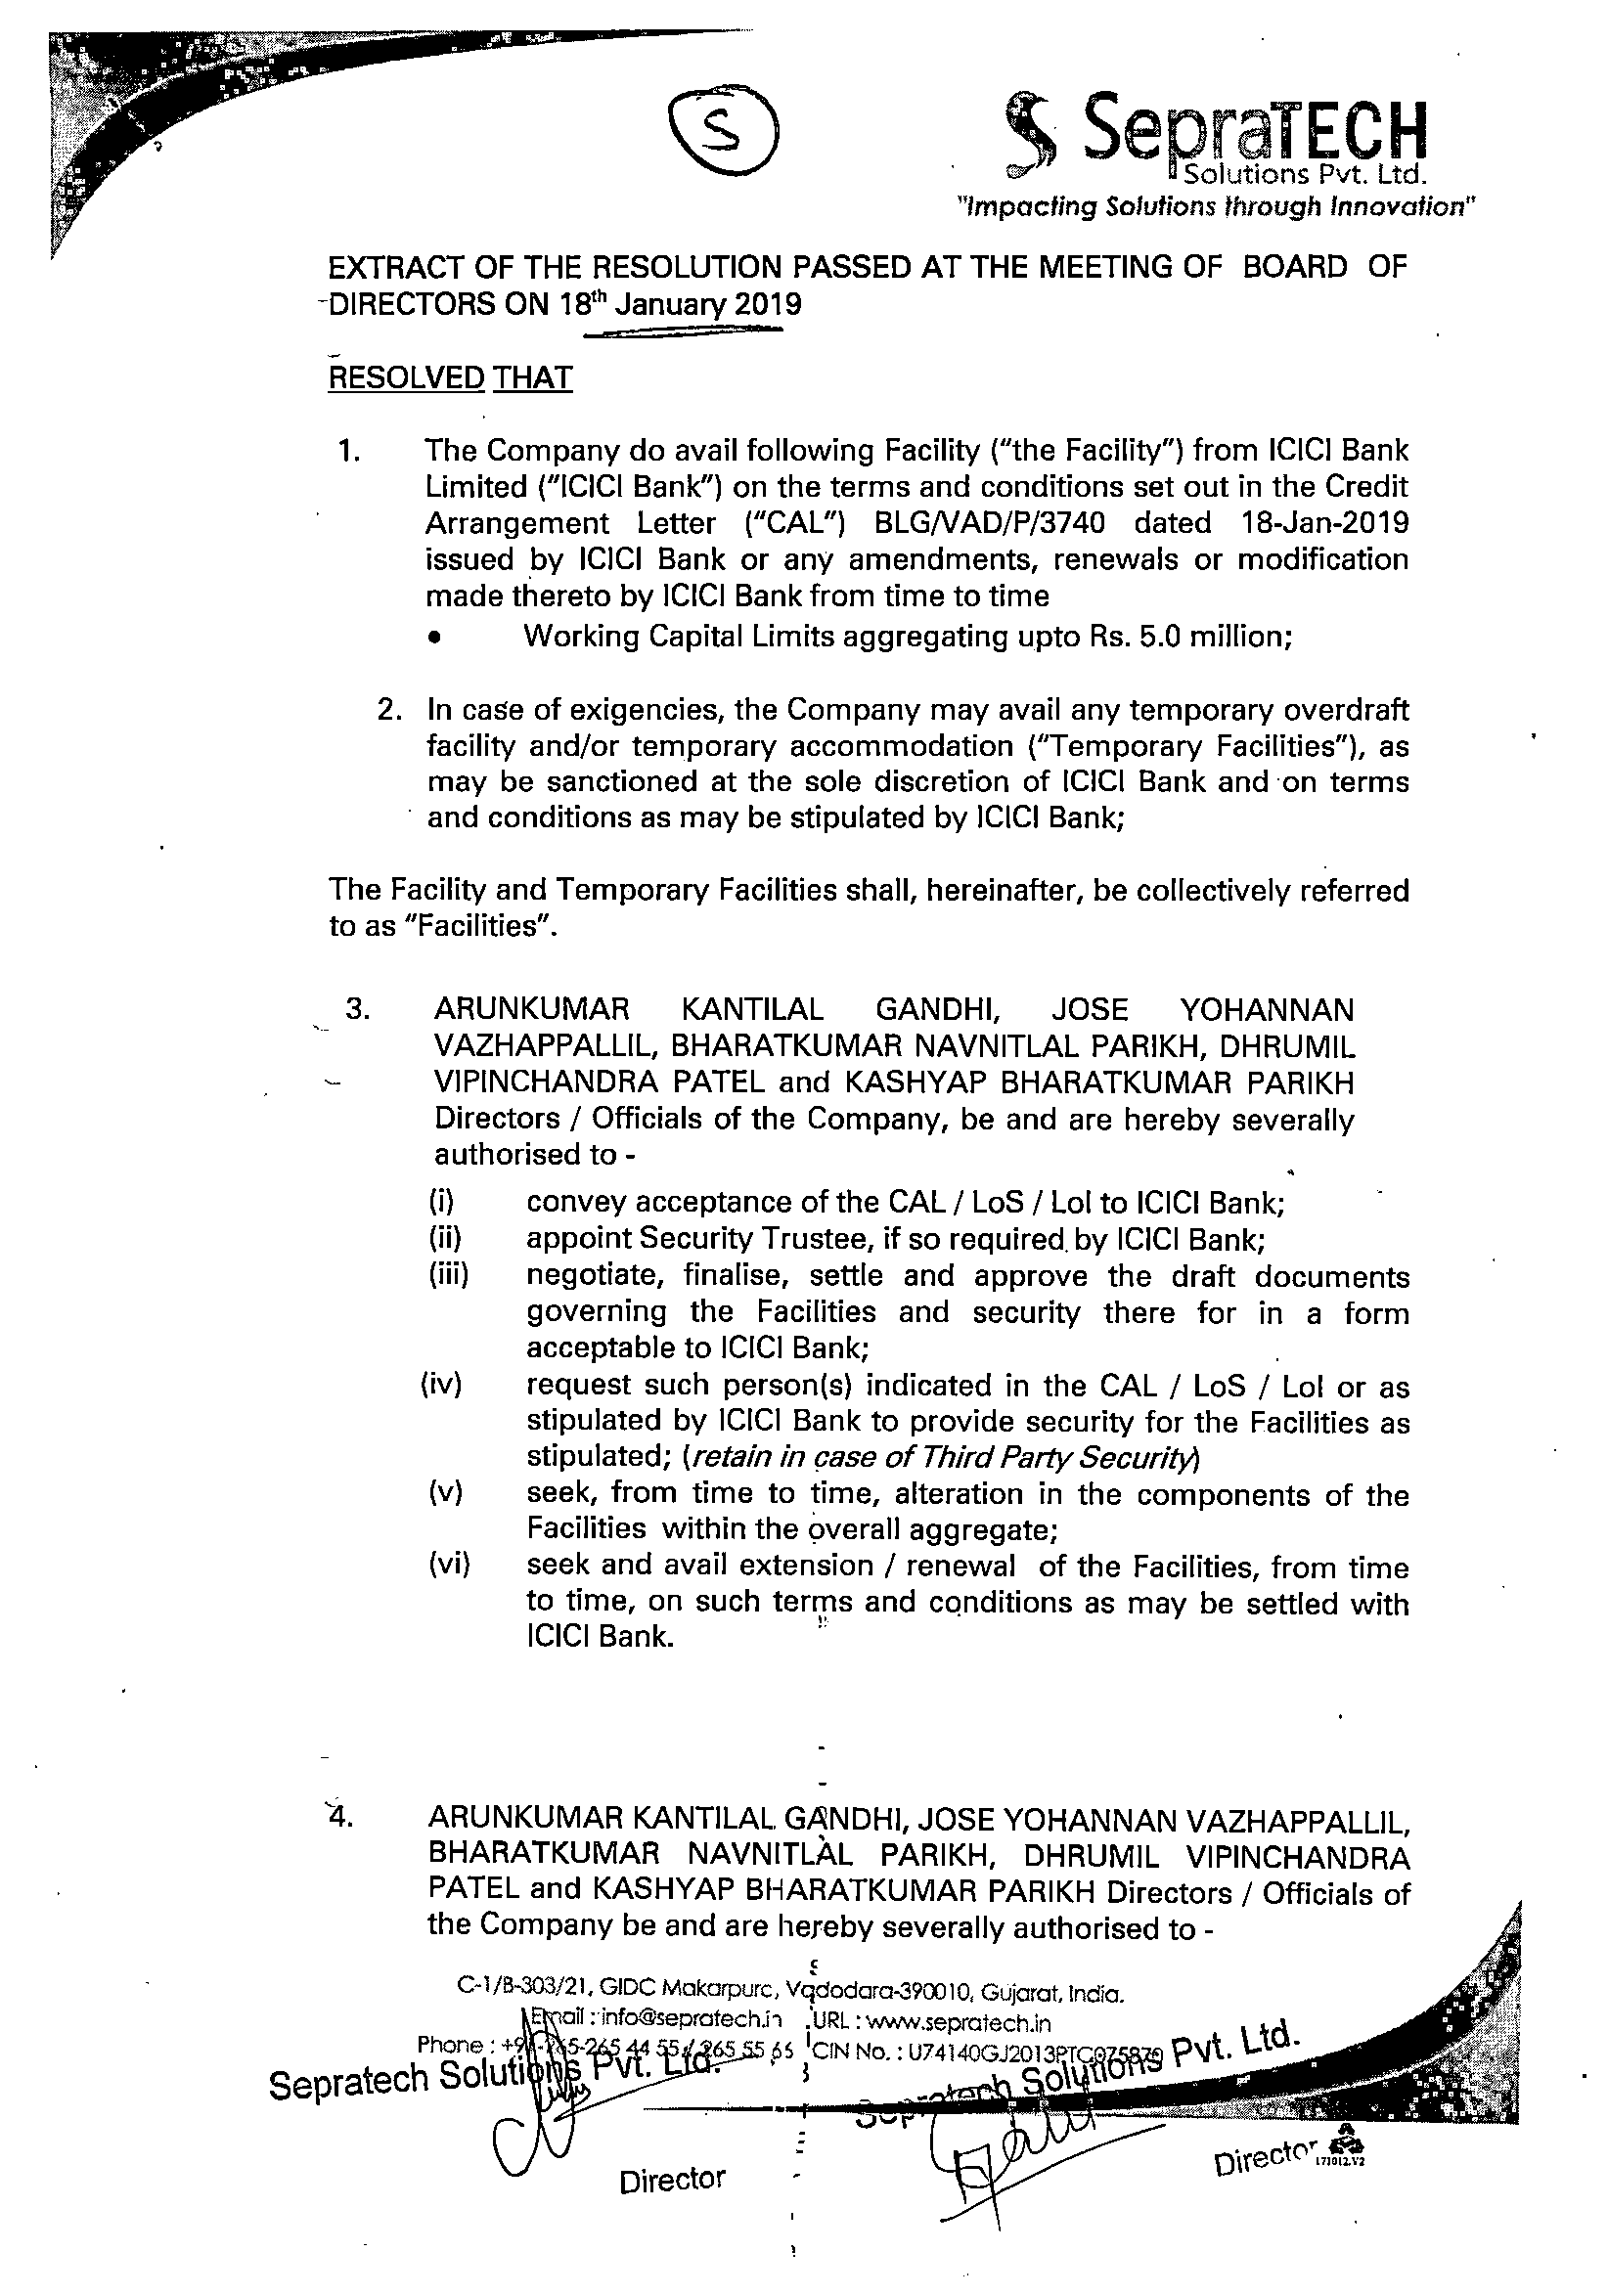 S
SepraTECH
Solutions Pvt. Ltd.
"Impacting Solutions through Innovation"
EXTRACT OF THE RESOLUTION PASSED AT THE MEETING OF BOARD OF
DIRECTORS ON 18th January 2019
RESOLVED THAT
1. The Company do avail following Facility ("the Facility") from ICICI Bank
Limited ("ICICI Bank") on the terms and conditions set out in the Credit
Arrangement Letter ("CAL") BLG/VAD/P/3740 dated 18-Jan-2019
issued by ICICI Bank or any amendments, renewals or modification
made thereto by ICICI Bank from time to time
• Working Capital Limits aggregating upto Rs. 5.0 million;
2. In case of exigencies, the Company may avail any temporary overdraft
facility and/or temporary accommodation ("Temporary Facilities"), as
may be sanctioned at the sole discretion of ICICI Bank and on terms
and conditions as may be stipulated by ICICI Bank;
The Facility and Temporary Facilities shall, hereinafter, be collectively referred
to as "Facilities".
3. ARUNKUMAR KANTILAL GANDHI, JOSE YOHANNAN
VAZHAPPALLIL, BHARATKUMAR NAVNITLAL PARIKH, DHRUMIL
VIPINCHANDRA PATEL and KASHYAP BHARATKUMAR PARIKH
Directors / Officials of the Company, be and are hereby severally
authorised to -
(i) convey acceptance of the CAL / LoS / LoI to ICICI Bank;
(ii) appoint Security Trustee, if so required by ICICI Bank;
(iii) negotiate, finalise, settle and approve the draft documents
governing the Facilities and security there for in a form
acceptable to ICICI Bank;
(iv) request such person(s) indicated in the CAL / LoS / LoI or as
stipulated by ICICI Bank to provide security for the Facilities as
stipulated; (retain in case of Third Party Security)
(v) seek, from time to time, alteration in the components of the
Facilities within the overall aggregate;
(vi) seek and avail extension / renewal of the Facilities, from time
to time, on such terms and conditions as may be settled with
ICICI Bank.
4. ARUNKUMAR KANTILAL GANDHI, JOSE YOHANNAN VAZHAPPALLIL,
BHARATKUMAR NAVNITLAL PARIKH, DHRUMIL VIPINCHANDRA
PATEL and KASHYAP BHARATKUMAR PARIKH Directors / Officials of
the Company be and are hereby severally authorised to -
C-1/B-303/21, GIDC Makarpura, Vadodara-390010, Gujarat, India.
Email : info@sepratech.in URL : www.sepratech.in
Phone : +91-265-265 44 55 / 265 55 66 CIN No. : U74140GJ2013PTC075879
Sepratech Solutions Pvt. Ltd.
Sepratech Solutions Pvt. Ltd.
Director
Director
171012.V2